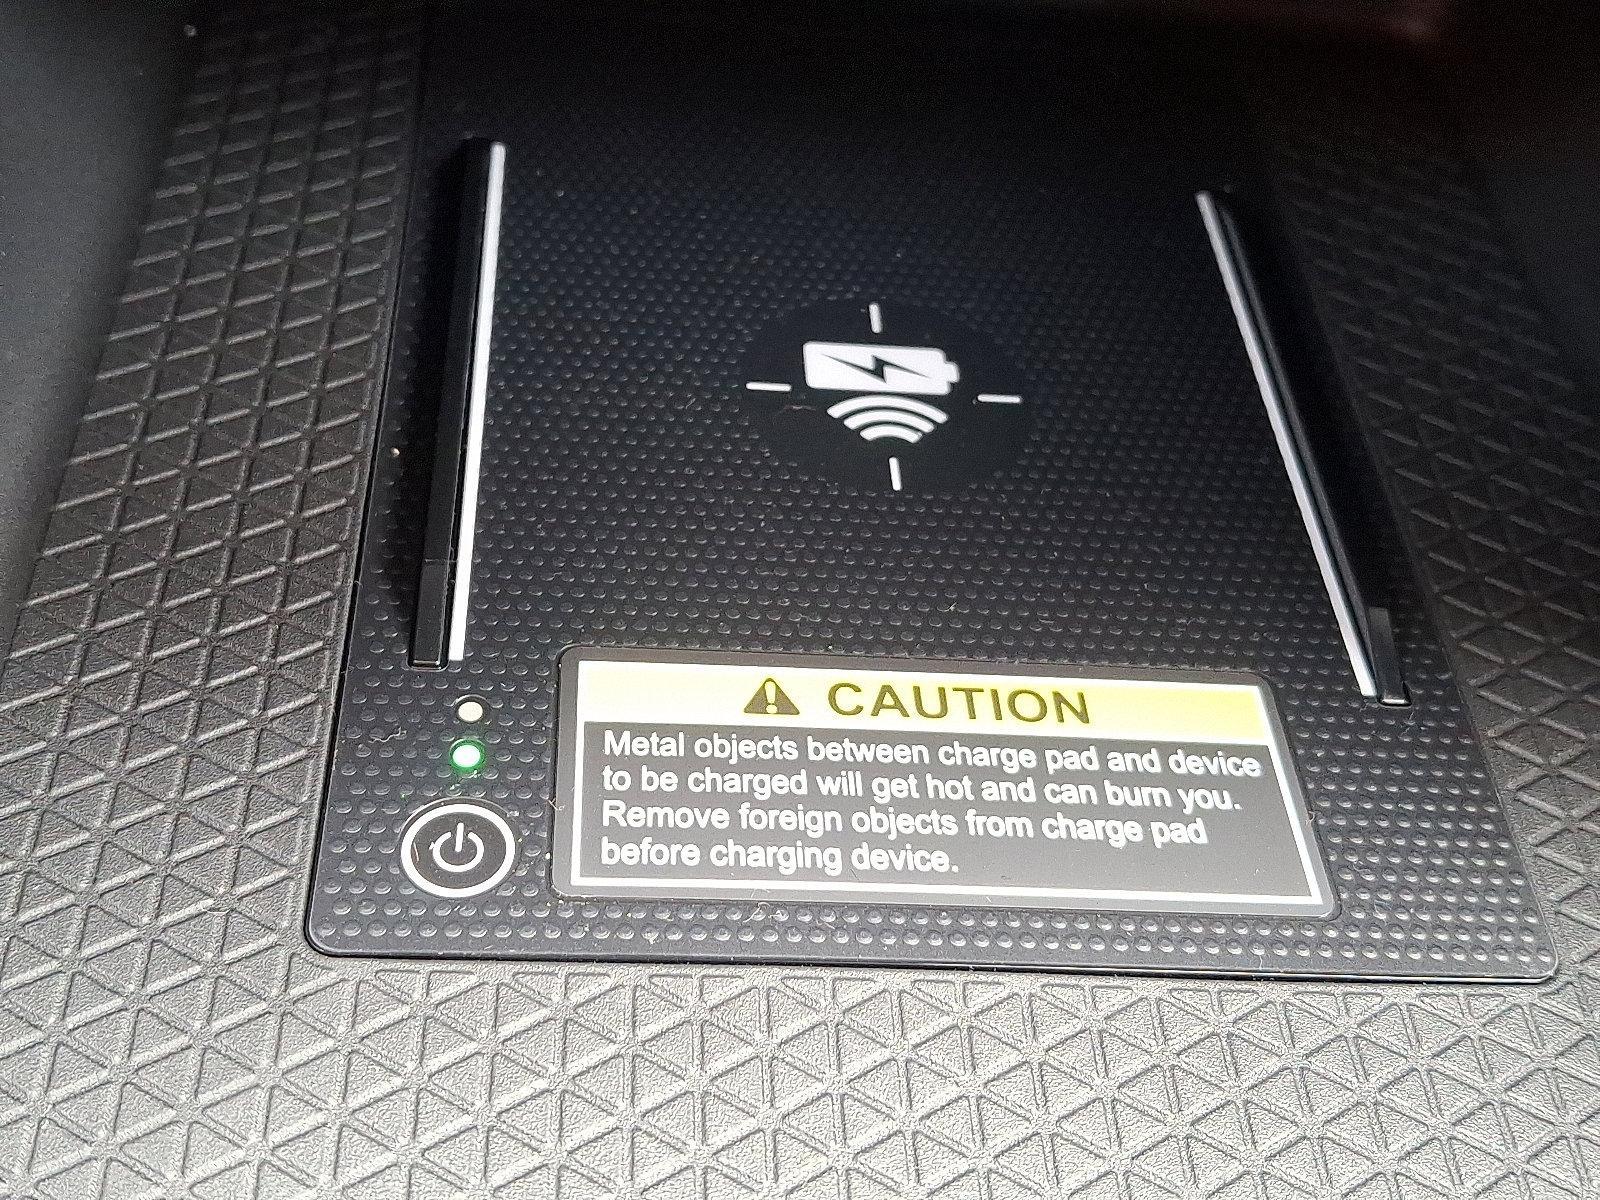 CAUTION
Metal objects between charge pad and device
to be charged will get hot and can burn you.
Remove foreign objects from charge pad
before charging device.